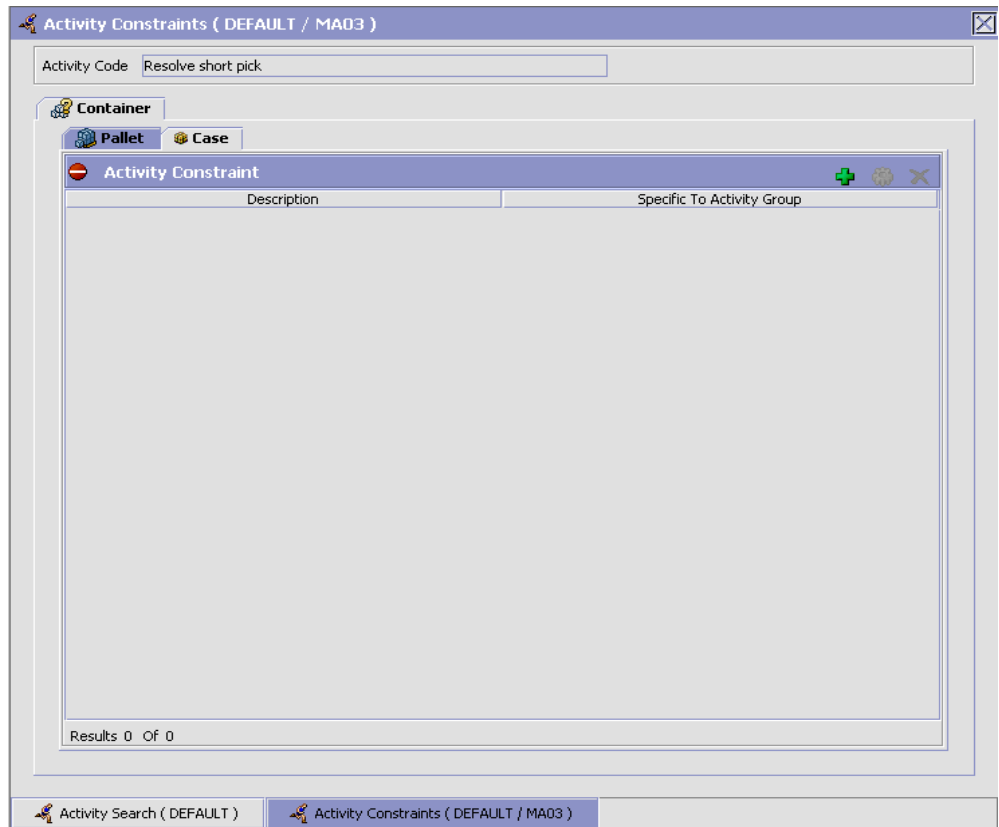 Activity Constraints ( DEFAULT / MA03 )
Activity Code Resolve short pick
Container
Pallet Case
Activity Constraint
Description Specific To Activity Group
Results 0 Of 0
Activity Search ( DEFAULT ) Activity Constraints ( DEFAULT / MA03 )